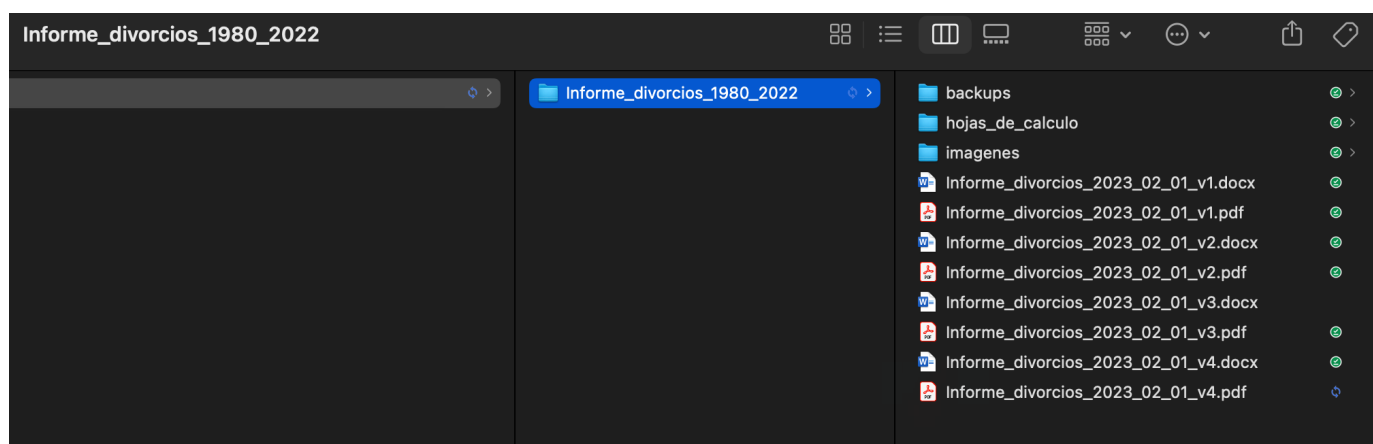 Informe_divorcios_1980_2022
Informe_divorcios_1980_2022
backups
hojas_de_calculo
imagenes
Informe_divorcios_2023_02_01_v1.docx
Informe_divorcios_2023_02_01_v1.pdf
Informe_divorcios_2023_02_01_v2.docx
Informe_divorcios_2023_02_01_v2.pdf
Informe_divorcios_2023_02_01_v3.docx
Informe_divorcios_2023_02_01_v3.pdf
Informe_divorcios_2023_02_01_v4.docx
Informe_divorcios_2023_02_01_v4.pdf